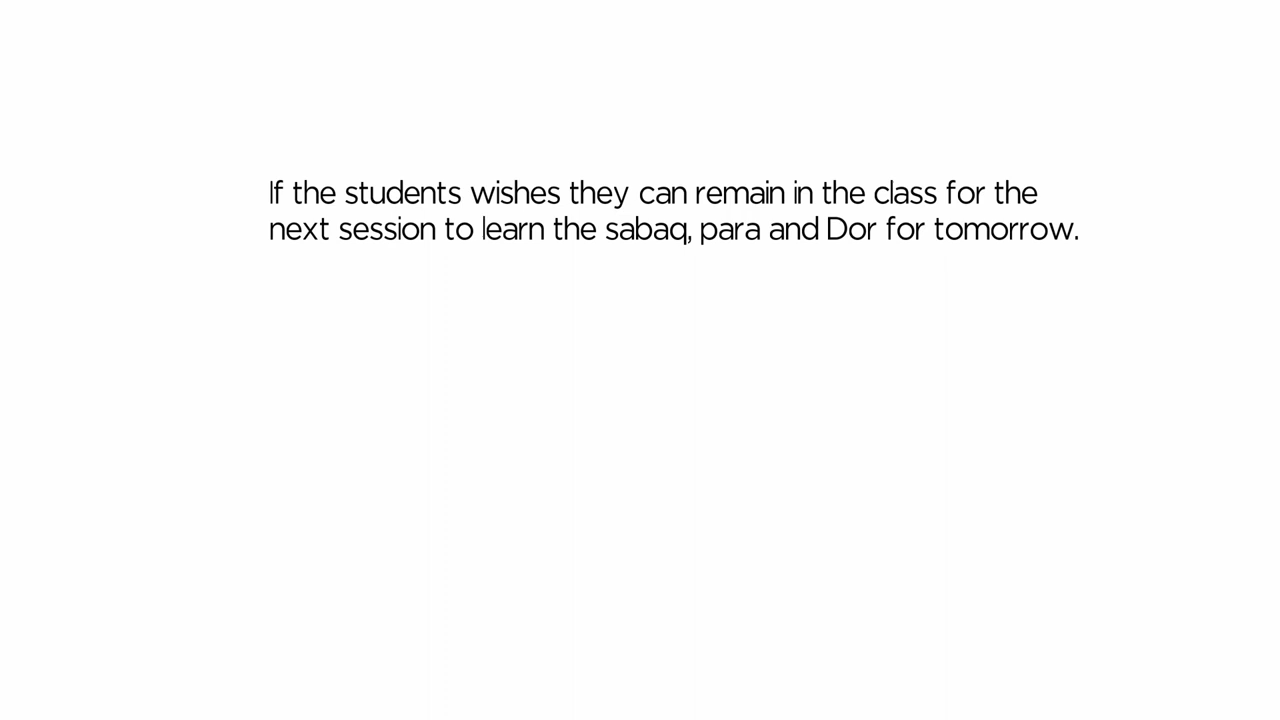 If the students wishes they can remain in the class for the
next session to learn the sabaq, para and Dor for tomorrow.